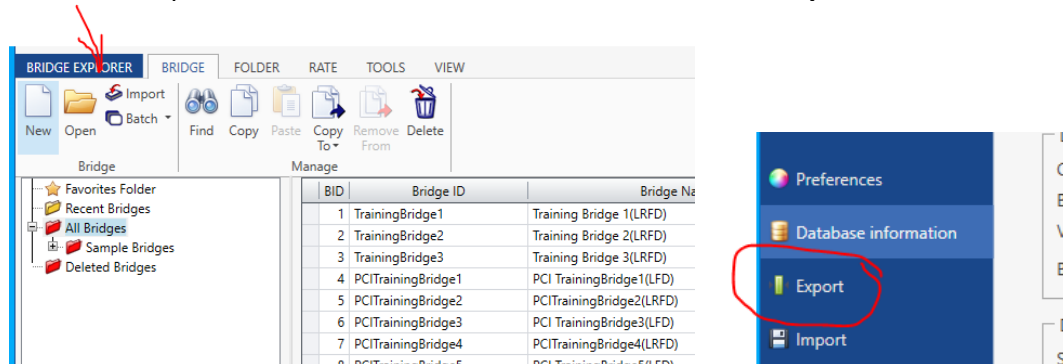 BRIDGE EXPLORER BRIDGE FOLDER RATE TOOLS VIEW
New Open Import Batch Find Copy Paste Copy To Remove From Delete
Bridge Manage
Favorites Folder
Recent Bridges
All Bridges
Sample Bridges
Deleted Bridges
BID Bridge ID Bridge Na
1 TrainingBridge1 Training Bridge 1(LRFD)
2 TrainingBridge2 Training Bridge 2(LRFD)
3 TrainingBridge3 Training Bridge 3(LRFD)
4 PCITrainingBridge1 PCI TrainingBridge1(LFD)
5 PCITrainingBridge2 PCITrainingBridge2(LRFD)
6 PCITrainingBridge3 PCI TrainingBridge3(LFD)
7 PCITrainingBridge4 PCITrainingBridge4(LRFD)
Preferences
Database information
Export
Import